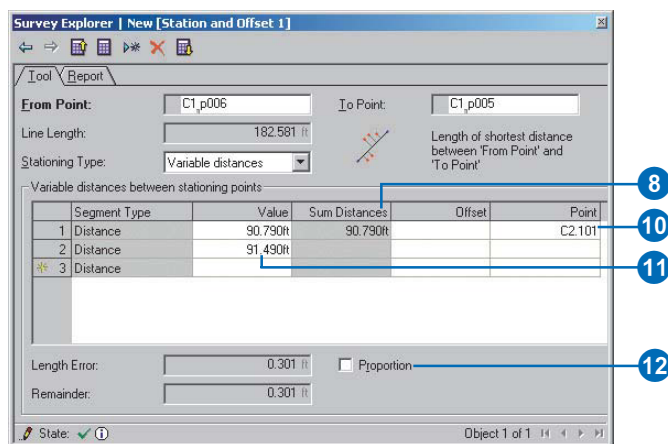 Survey Explorer | New [Station and Offset 1]
Tool Report
From Point: C1,p006 To Point: C1,p005
Line Length: 182.581 ft Length of shortest distance between 'From Point' and 'To Point'
Stationing Type: Variable distances
Variable distances between stationing points
8
Segment Type Value Sum Distances Offset Point
1 Distance 90.790ft 90.790ft C2.101
10
2 Distance 91.490ft
11
3 Distance
Length Error: 0.301 ft Proportion
12
Remainder: 0.301 ft
State: Object 1 of 1